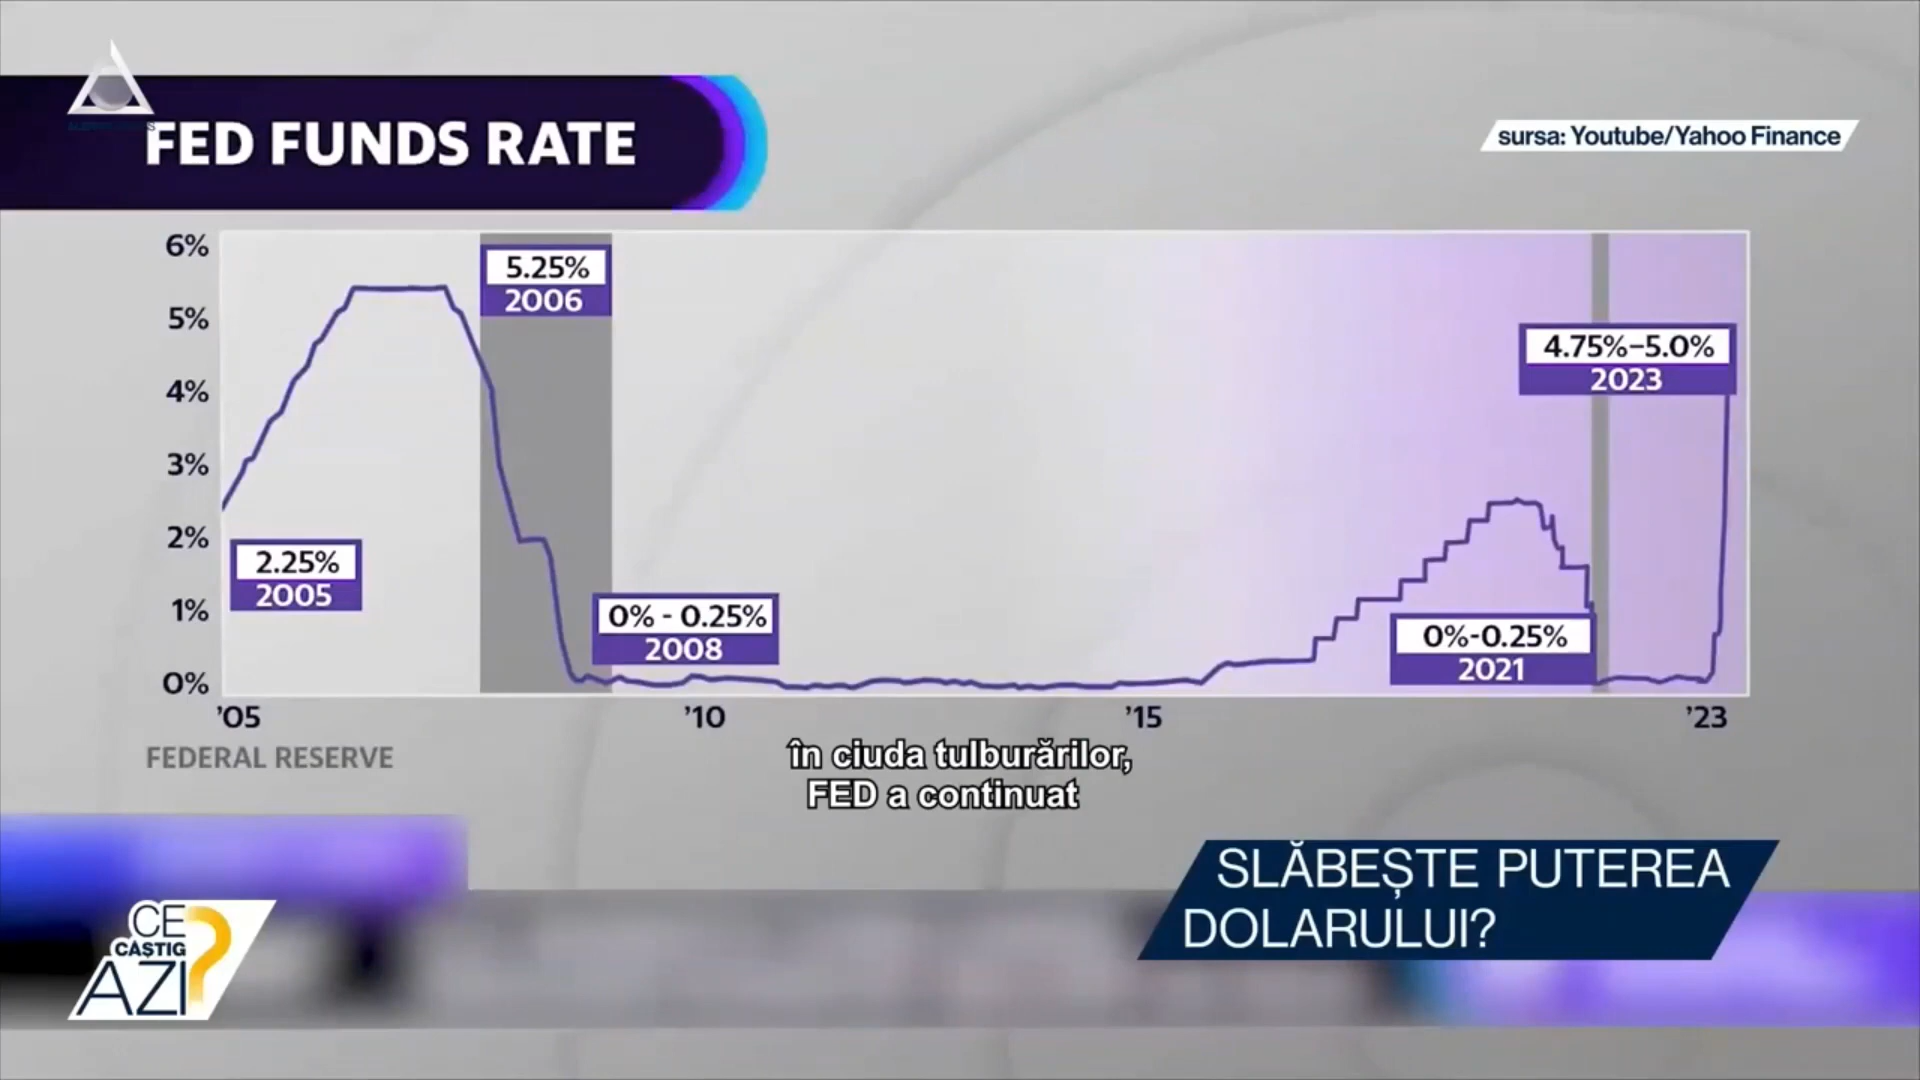 FED FUNDS RATE
sursa: Youtube/Yahoo Finance
6%
5%
4%
3%
2%
1%
0%
5.25%
2006
4.75%–5.0%
2023
2.25%
2005
0% - 0.25%
2008
0%-0.25%
2021
'05
'10
'15
'23
FEDERAL RESERVE
în ciuda tulburărilor,
FED a continuat
SLĂBEȘTE PUTEREA
DOLARULUI?
CE
CÂȘTIG
AZI?